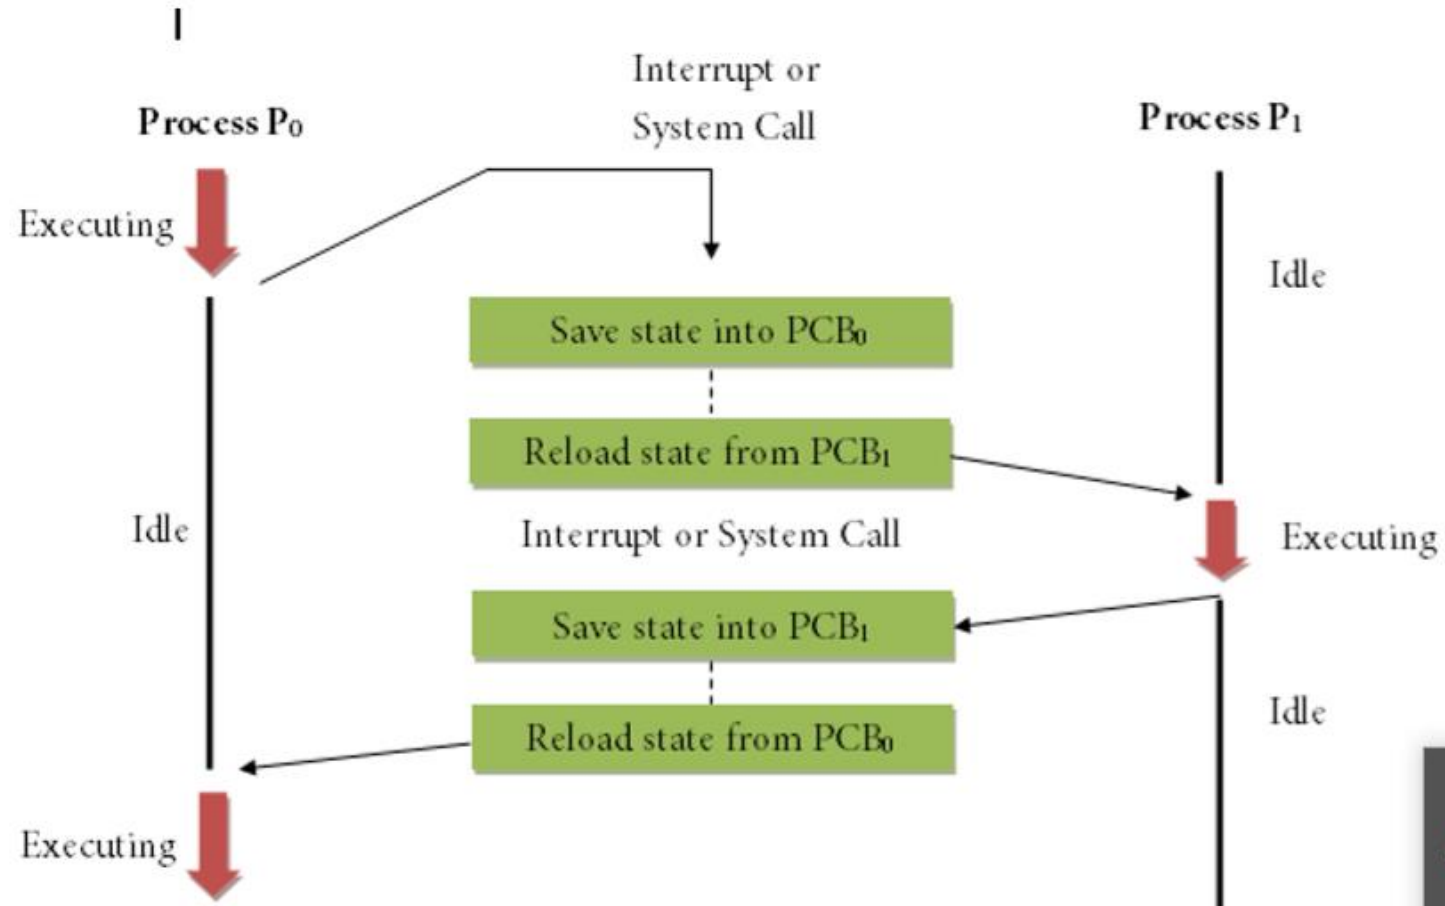 Interrupt or
System Call
Process P₀
Process P₁
Executing
Idle
Save state into PCB₀
Reload state from PCB₁
Idle
Interrupt or System Call
Executing
Save state into PCB₁
Idle
Reload state from PCB₀
Executing